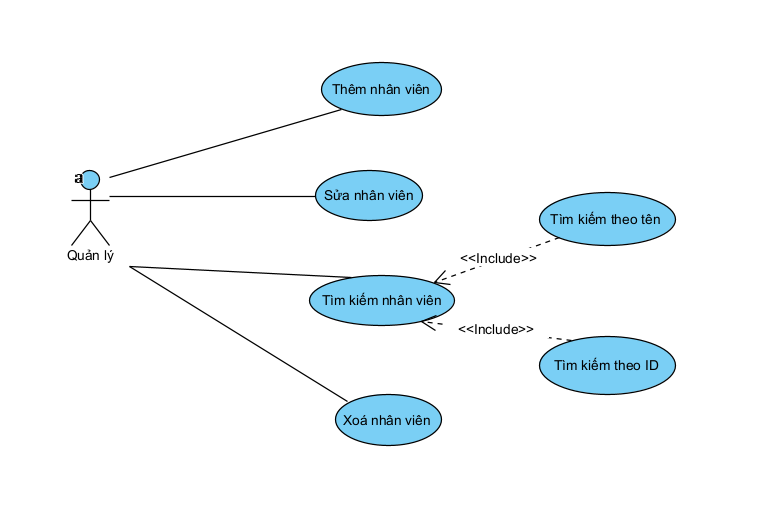 Thêm nhân viên
a
Sửa nhân viên
Tìm kiếm theo tên
Quản lý
<<Include>>
Tìm kiếm nhân viên
<<Include>>
Tìm kiếm theo ID
Xoá nhân viên